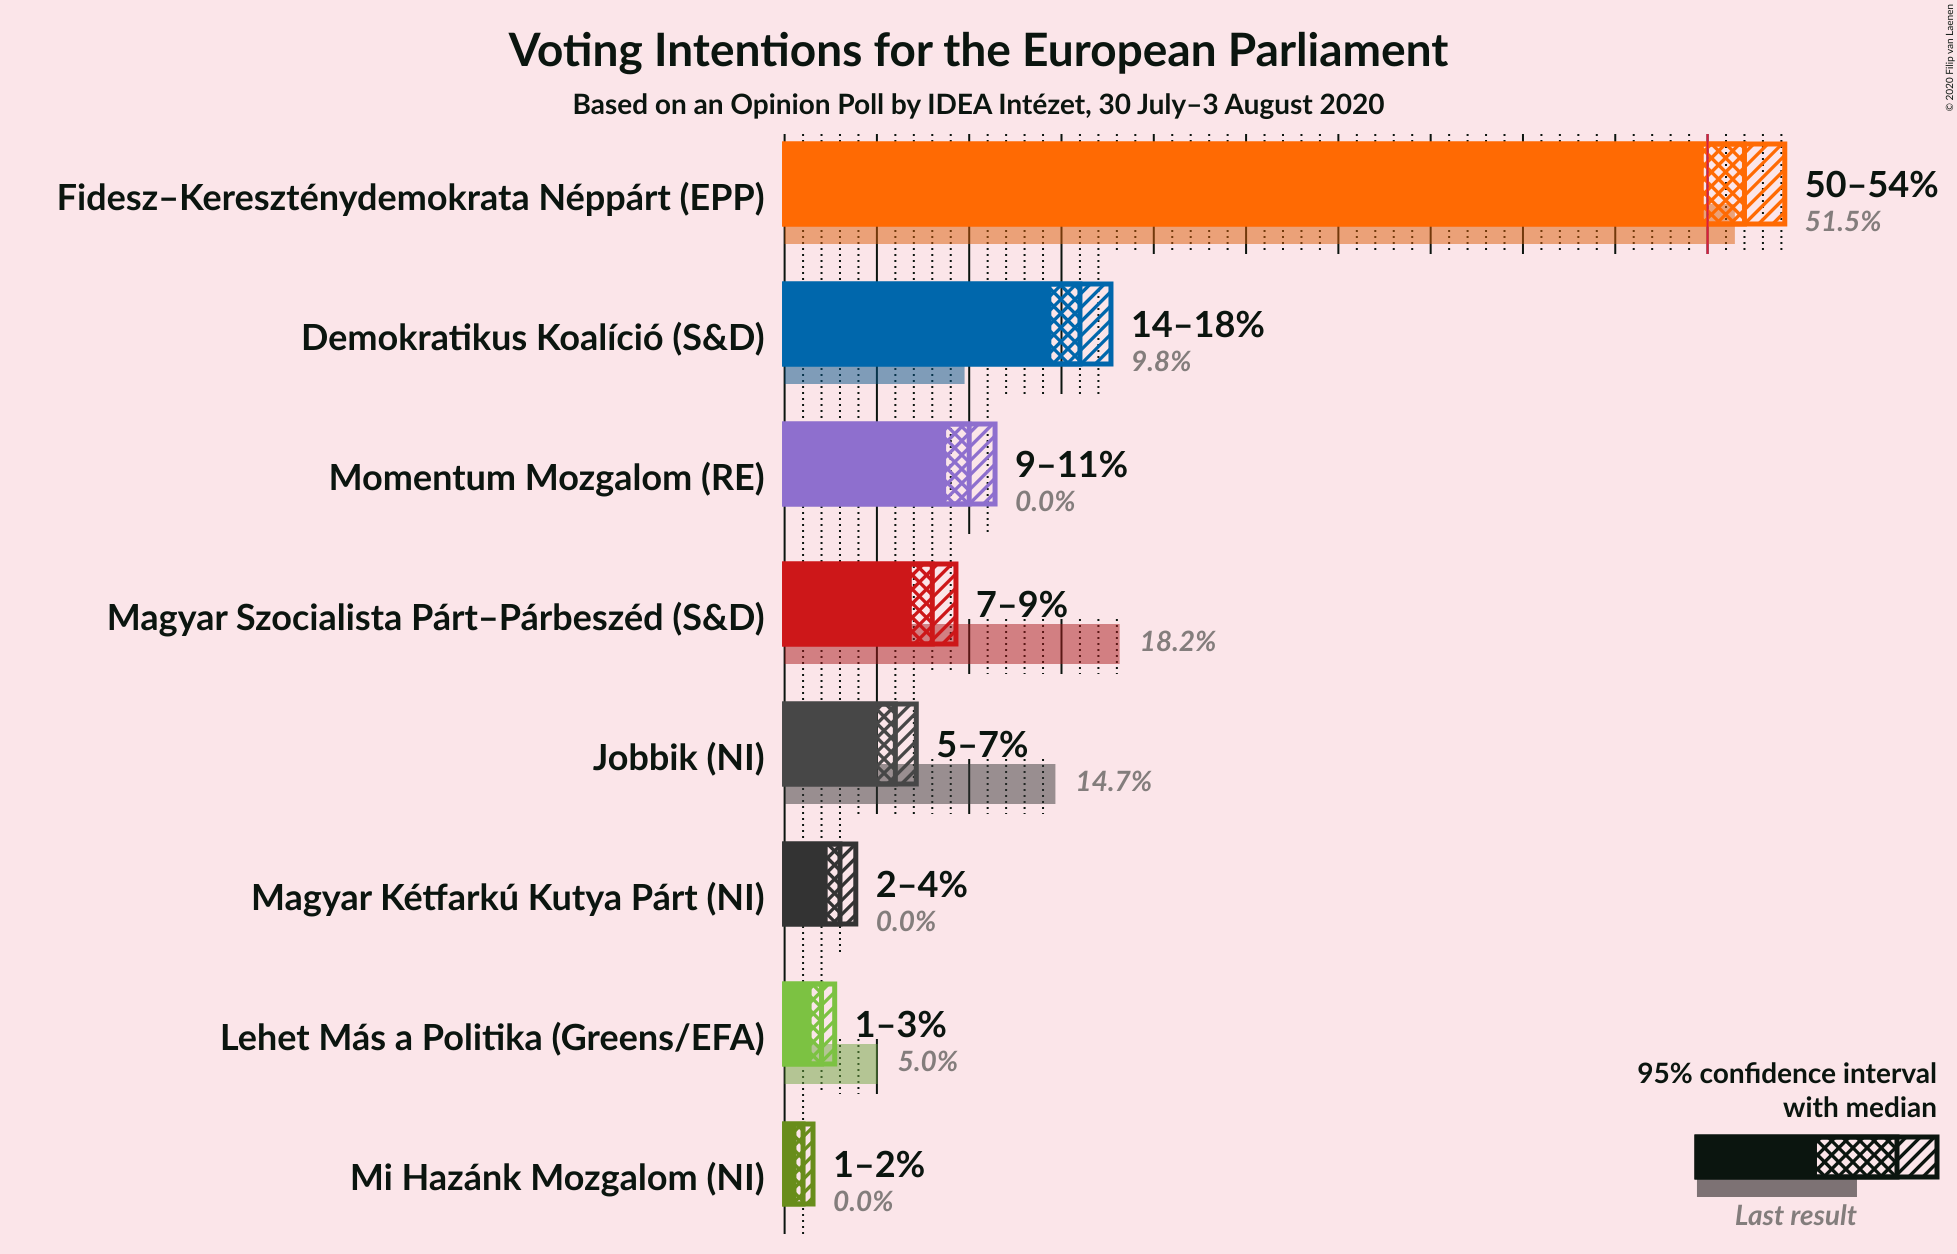 Voting Intentions for the European Parliament
Based on an Opinion Poll by IDEA Intézet, 30 July–3 August 2020
© 2020 Filip van Laenen
Fidesz–Kereszténydemokrata Néppárt (EPP)
50–54%
51.5%
Demokratikus Koalíció (S&D)
14–18%
9.8%
Momentum Mozgalom (RE)
9–11%
0.0%
Magyar Szocialista Párt–Párbeszéd (S&D)
7–9%
18.2%
Jobbik (NI)
5–7%
14.7%
Magyar Kétfarkú Kutya Párt (NI)
2–4%
0.0%
Lehet Más a Politika (Greens/EFA)
1–3%
5.0%
Mi Hazánk Mozgalom (NI)
1–2%
0.0%
95% confidence interval
with median
Last result